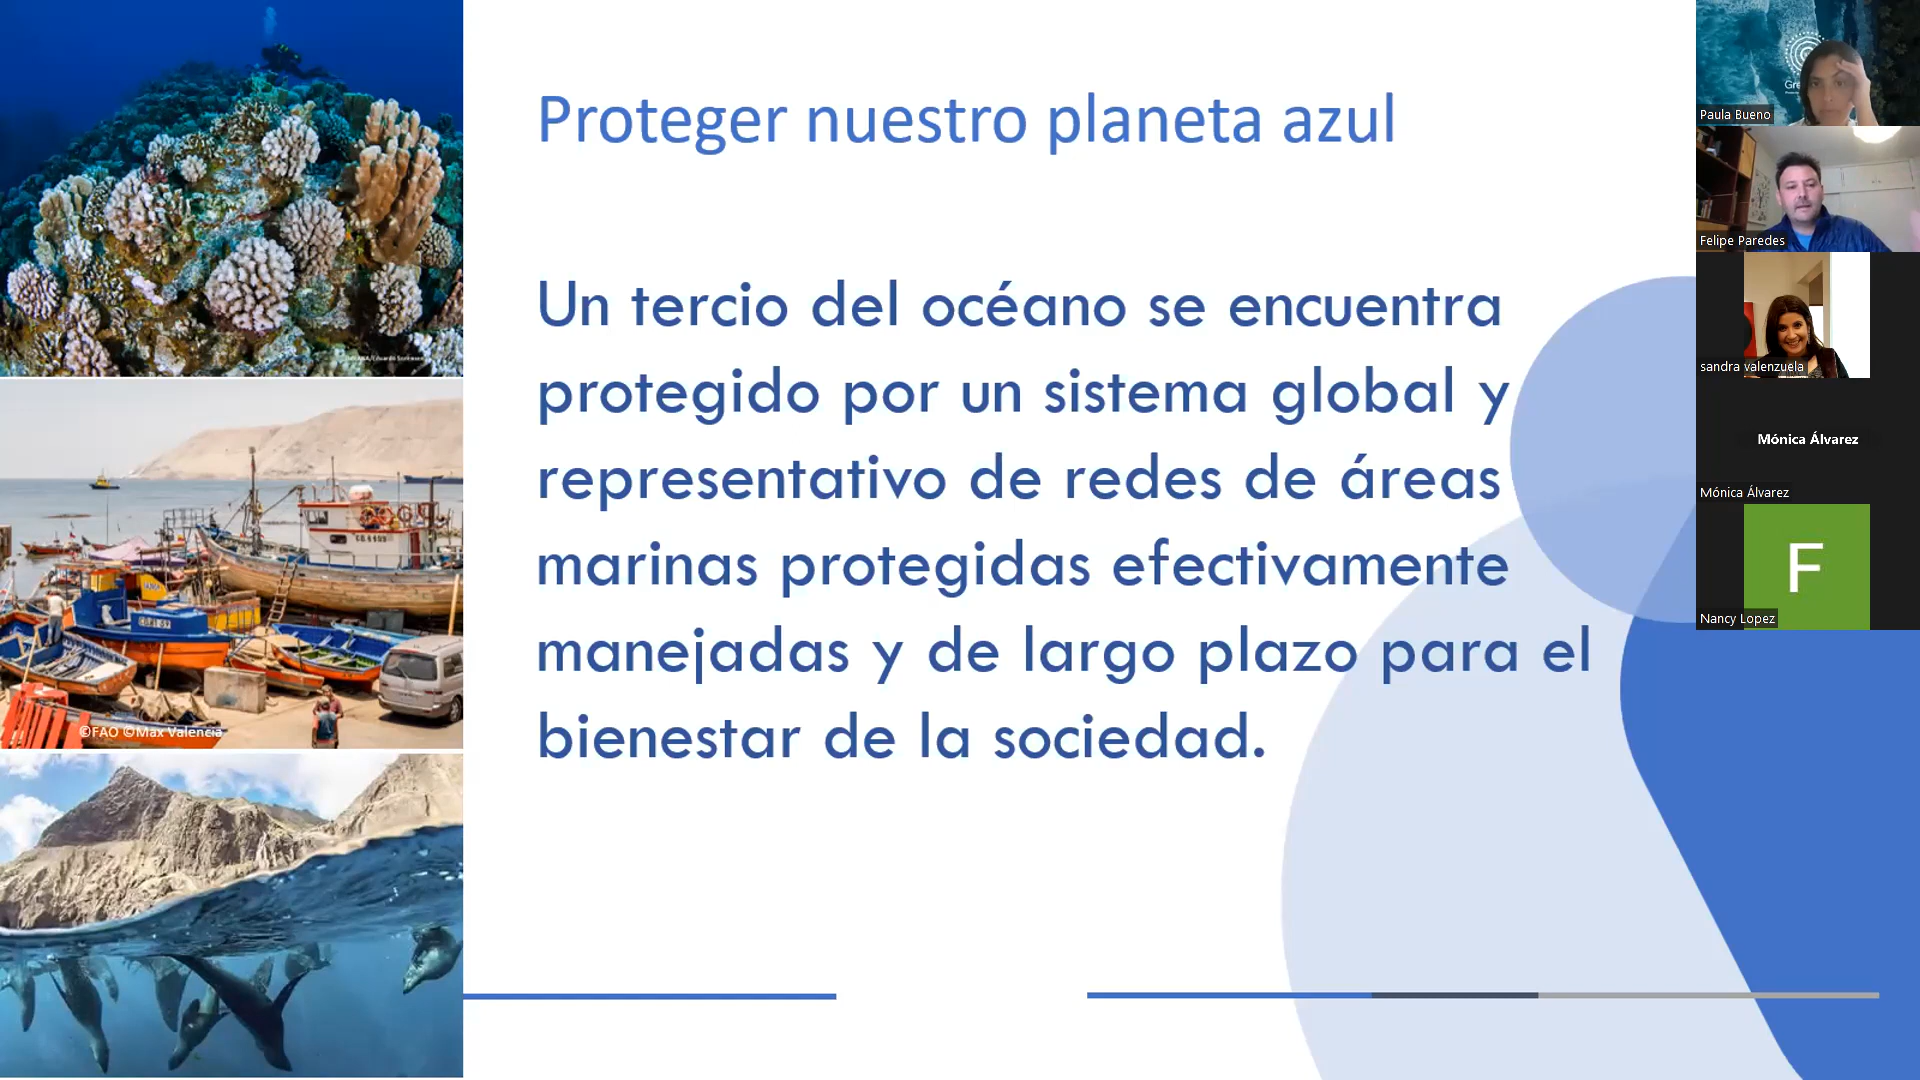 Proteger nuestro planeta azul
Un tercio del océano se encuentra
protegido por un sistema global y
representativo de redes de áreas
marinas protegidas efectivamente
manejadas y de largo plazo para el
bienestar de la sociedad.
©FAO ©Max Valencia
Gre
Paula Bueno
Felipe Paredes
sandra valenzuela
Mónica Álvarez
Mónica Álvarez
F
Nancy Lopez